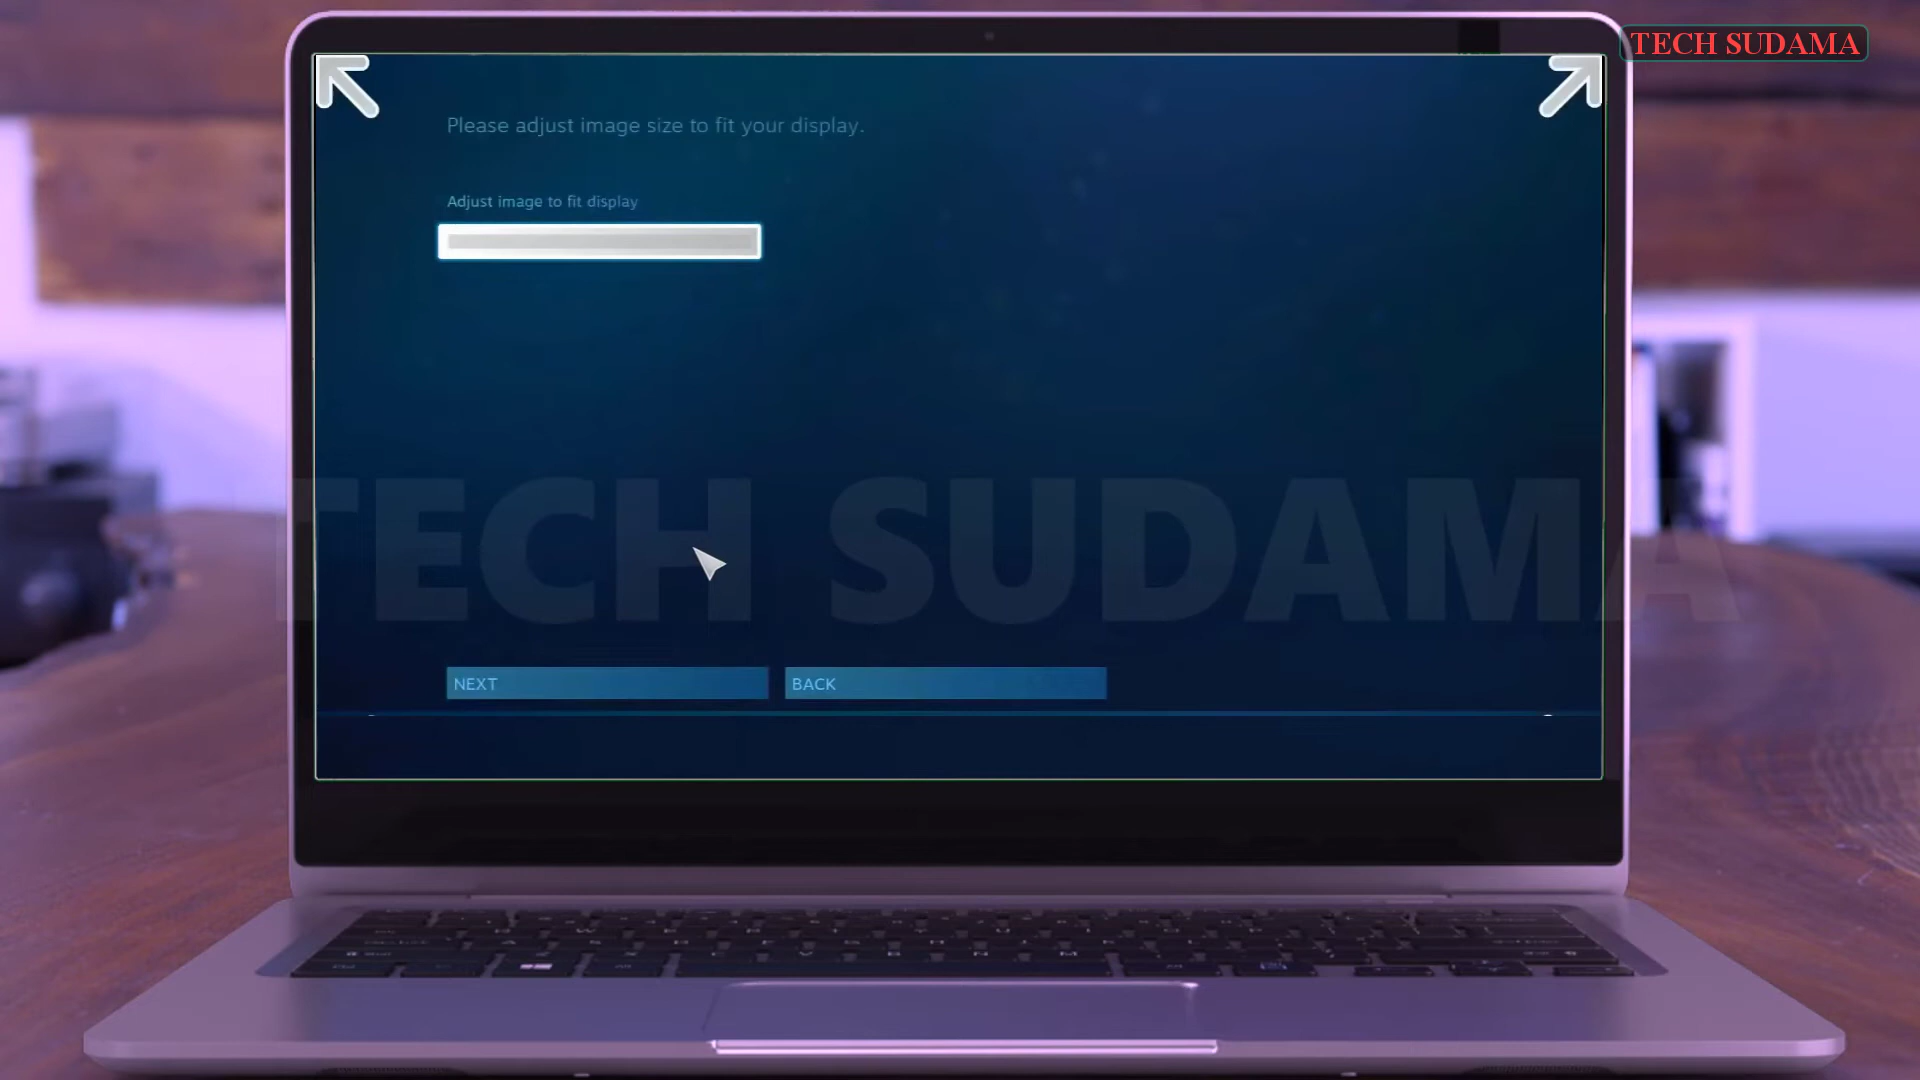 TECH SUDAMA
Please adjust image size to fit your display.
Adjust image to fit display
TECH SUDAMA
NEXT
BACK